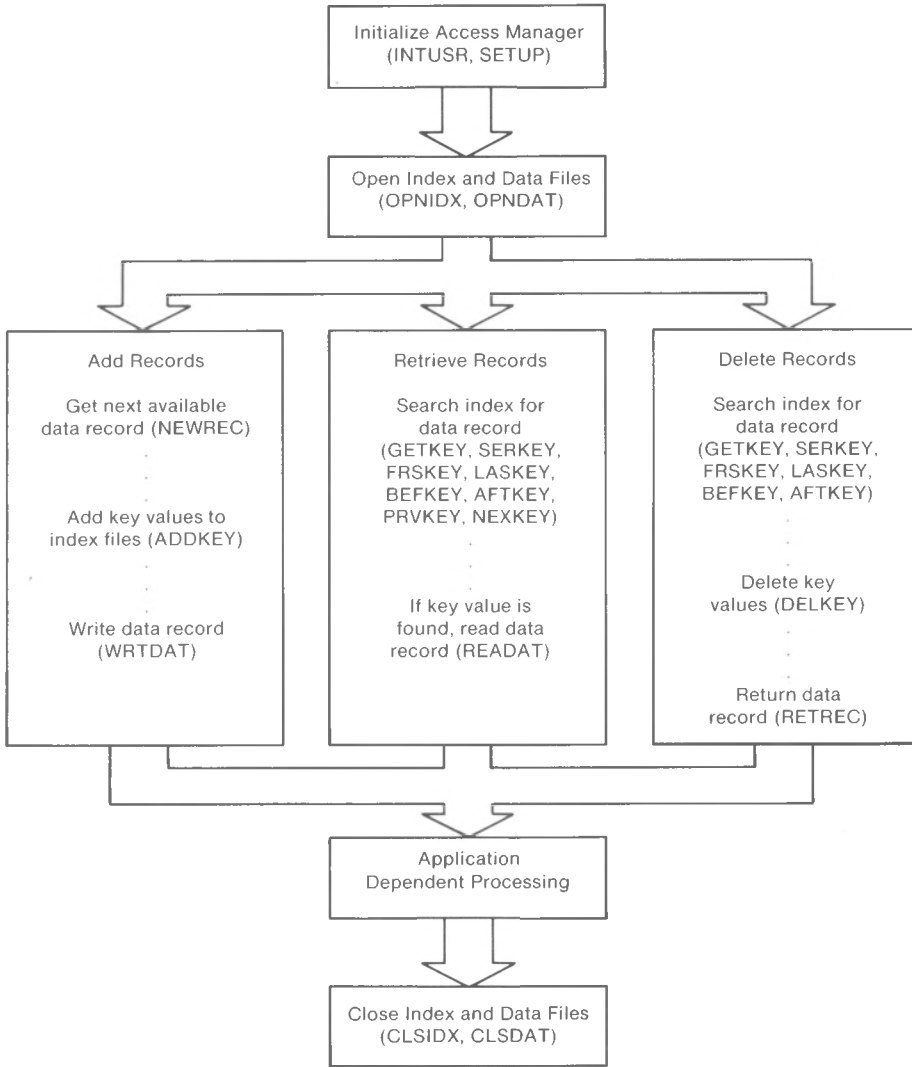 Initialize Access Manager
(INTUSR, SETUP)
Open Index and Data Files
(OPNIDX, OPNDAT)
Add Records
Get next available
data record (NEWREC)
Add key values to
index files (ADDKEY)
Write data record
(WRTDAT)
Retrieve Records
Search index for
data record
(GETKEY, SERKEY,
FRSKEY, LASKEY,
BEFKEY, AFTKEY,
PRVKEY, NEXKEY)
If key value is
found, read data
record (READAT)
Delete Records
Search index for
data record
(GETKEY, SERKEY,
FRSKEY, LASKEY,
BEFKEY, AFTKEY)
Delete key
values (DELKEY)
Return data
record (RETREC)
Application
Dependent Processing
Close Index and Data Files
(CLSIDX, CLSDAT)